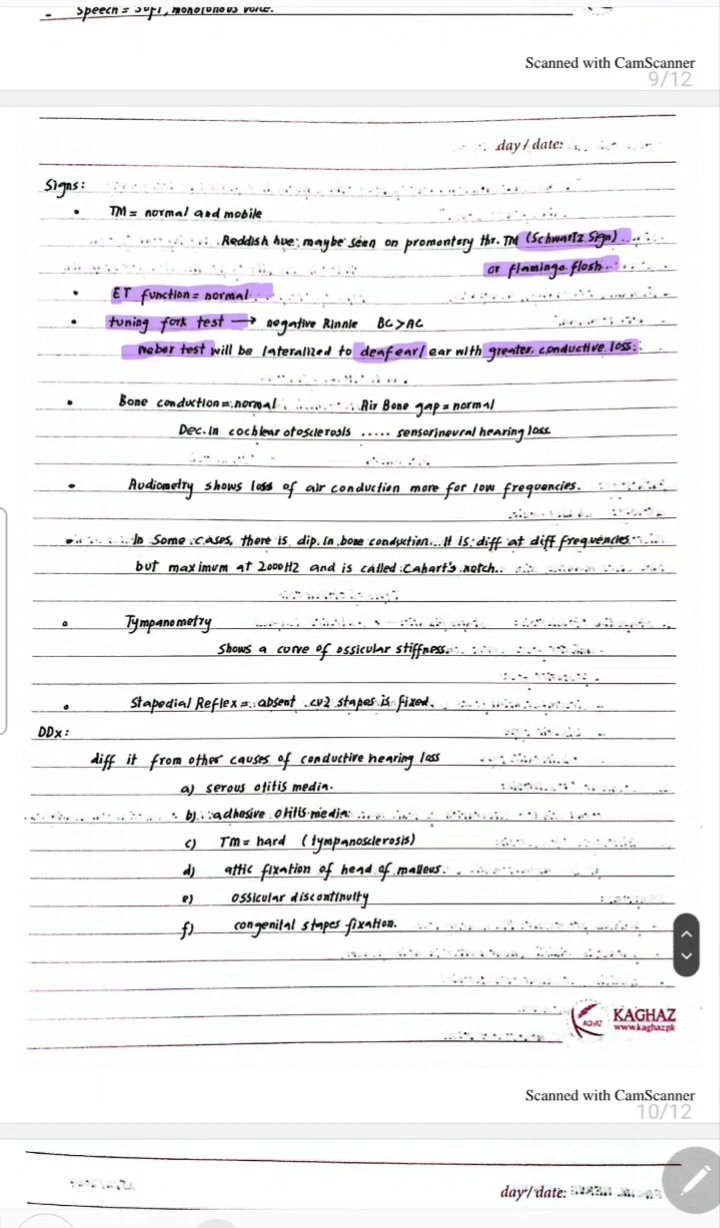 - Speech = Soft, monotonous voice.
Scanned with CamScanner
9/12
day / date:
Signs:
• TM = normal and mobile
Reddish hue maybe seen on promontory thr. TM (Schwartz Sign)
or flamingo flosh
• ET function = normal
• tuning fork test → negative Rinnie BC > AC
neber test will be lateralized to deafear/ ear with greater conductive loss.
• Bone conduction = normal Air Bone gap = normal
Dec. in cochlear otosclerosis ..... sensorineural hearing loss.
• Audiometry shows loss of air conduction more for low frequencies.
• In Some cases, there is dip in bone conduction... It is diff at diff frequencies
but maximum at 2000HZ and is called Cahart's notch.
• Tympanometry
Shows a curve of ossicular stiffness.
• Stapedial Reflex = absent cuz stapes is fixed.
DDx:
diff it from other causes of conductive hearing loss
a) serous otitis media.
b) adhesive otitis media
c) TM = hard (tympanosclerosis)
d) attic fixation of head of malleus.
e) ossicular discontinuity
f) congenital stapes fixation.
KAGHAZ
www.kaghaz.pk
Scanned with CamScanner
10/12
day / date: